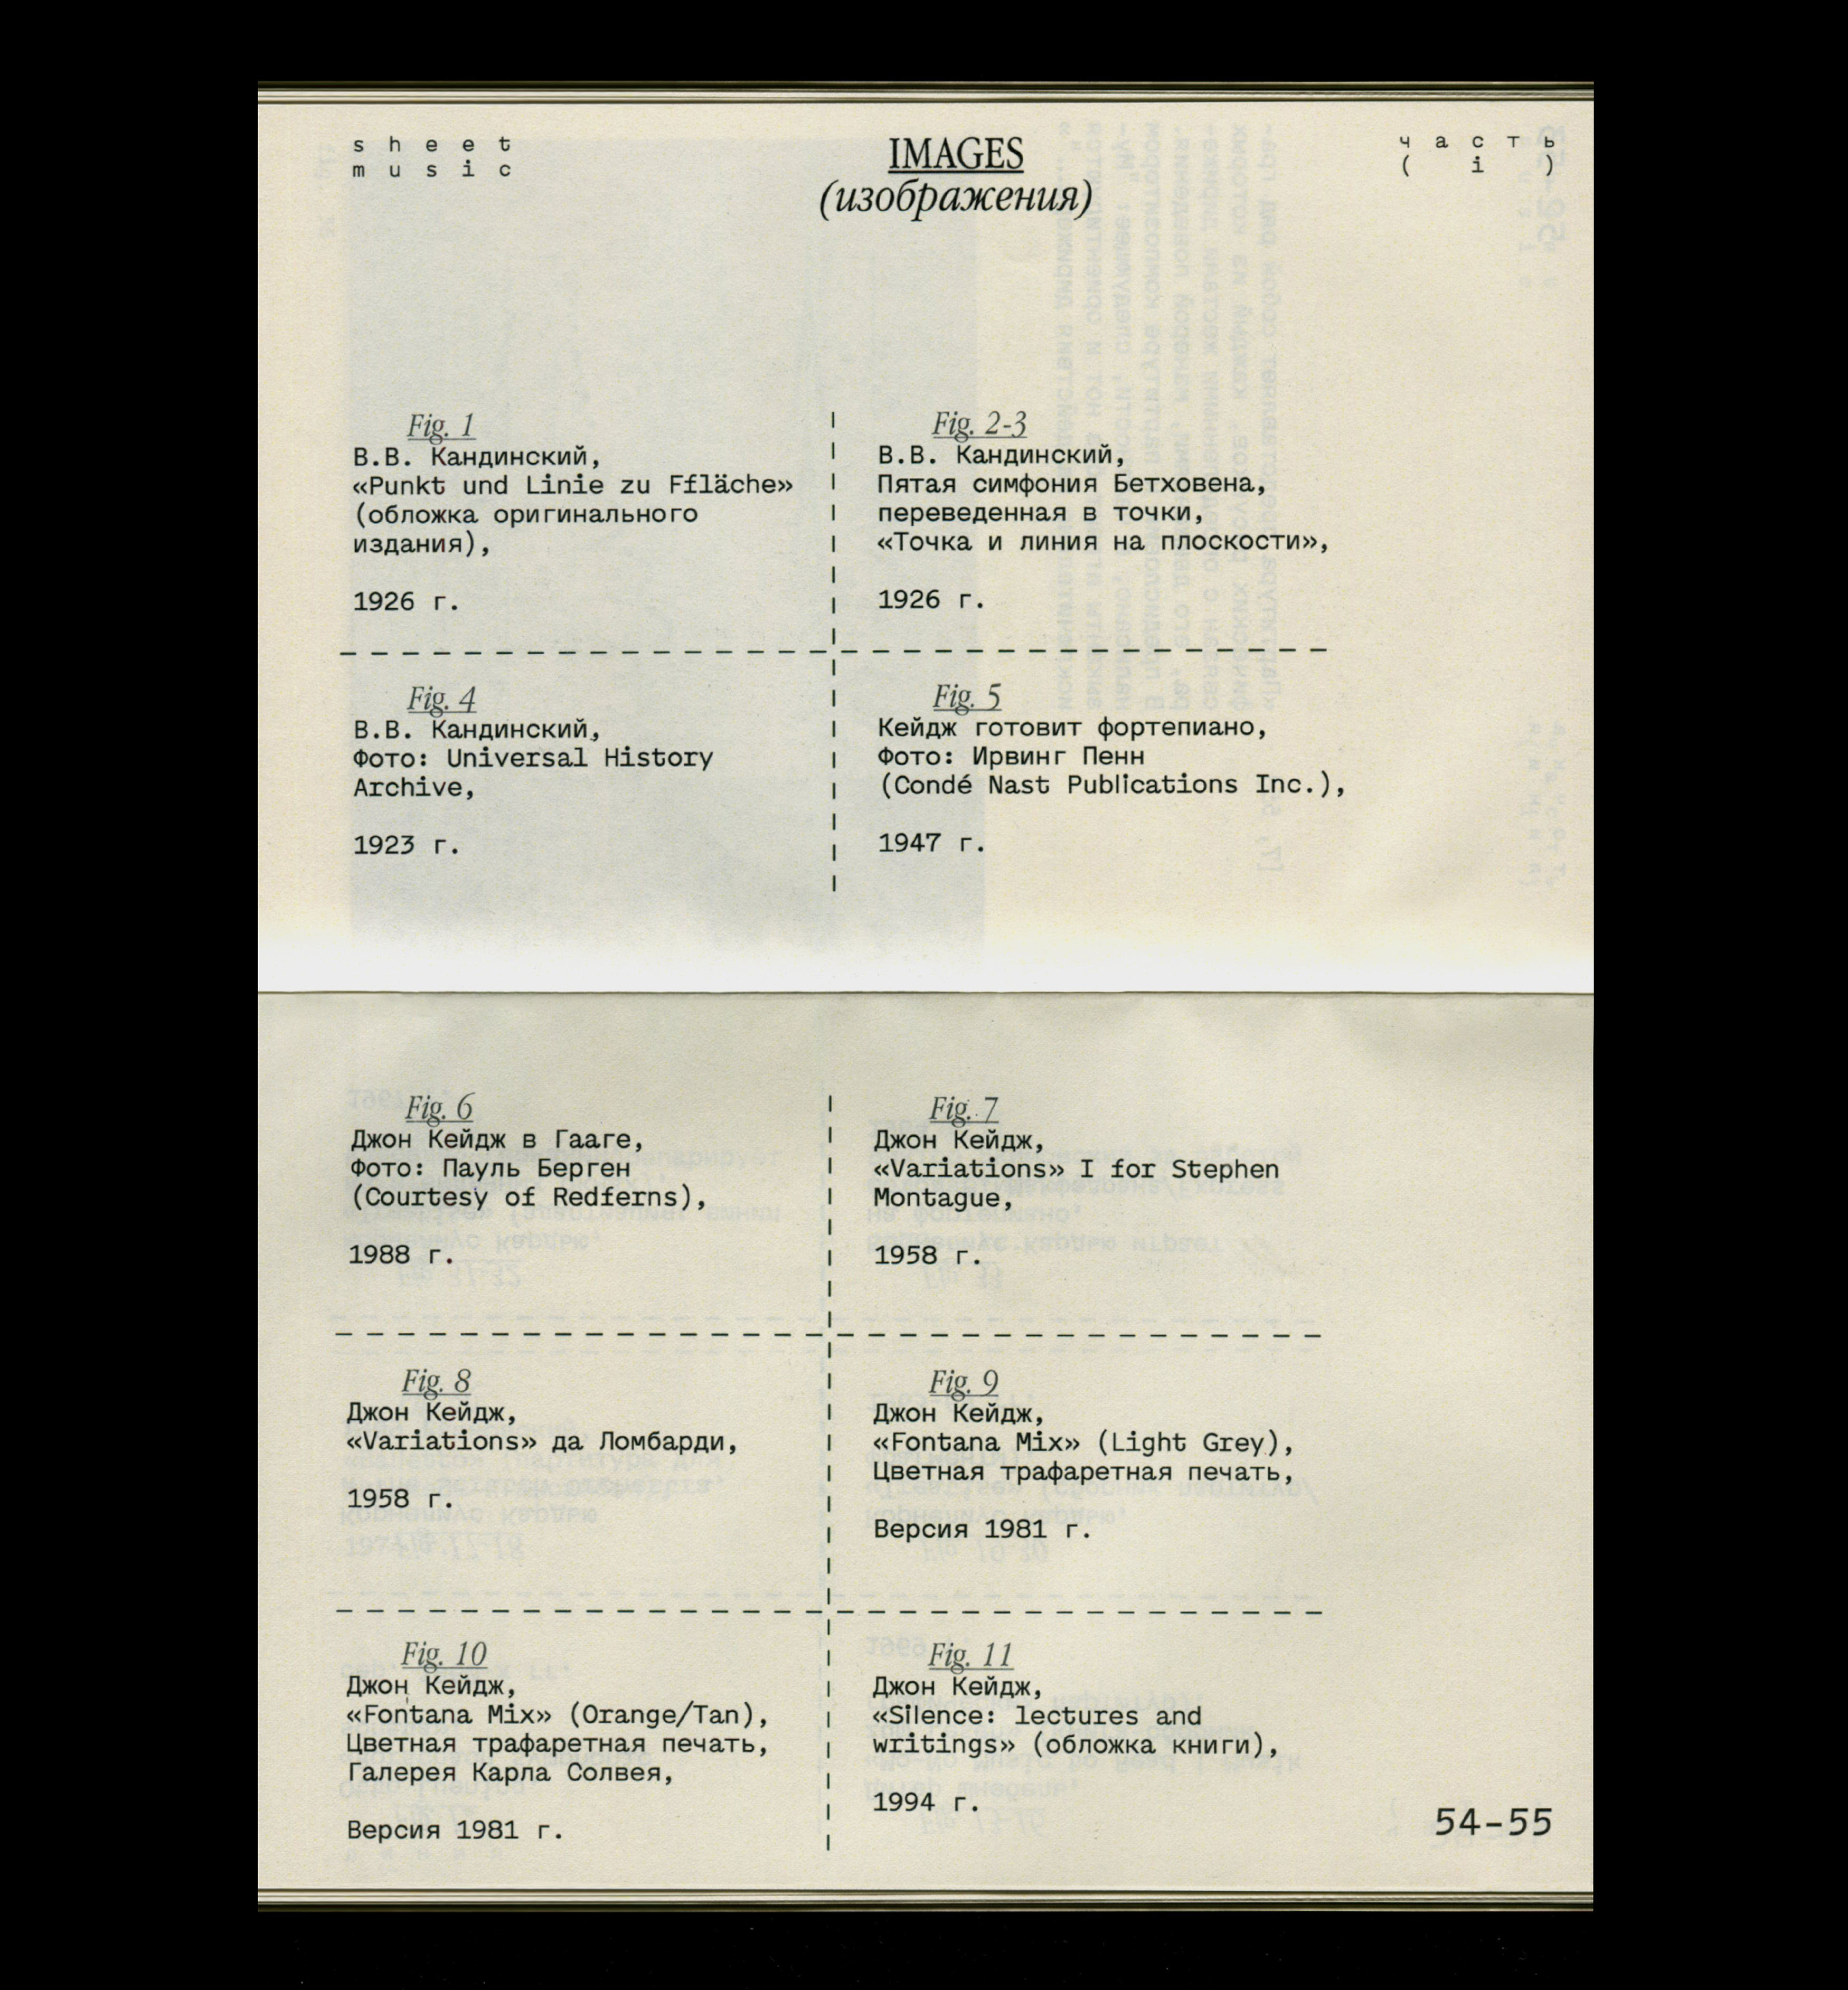 sheet
music
IMAGES
(изображения)
часть
( i )
Fig. 1
В.В. Кандинский,
«Punkt und Linie zu Ffläche»
(обложка оригинального
издания),
1926 г.
Fig. 2-3
В.В. Кандинский,
Пятая симфония Бетховена,
переведенная в точки,
«Точка и линия на плоскости»,
1926 г.
Fig. 4
В.В. Кандинский,
Фото: Universal History
Archive,
1923 г.
Fig. 5
Кейдж готовит фортепиано,
Фото: Ирвинг Пенн
(Condé Nast Publications Inc.),
1947 г.
Fig. 6
Джон Кейдж в Гааге,
Фото: Пауль Берген
(Courtesy of Redferns),
1988 г.
Fig. 7
Джон Кейдж,
«Variations» I for Stephen
Montague,
1958 г.
Fig. 8
Джон Кейдж,
«Variations» да Ломбарди,
1958 г.
Fig. 9
Джон Кейдж,
«Fontana Mix» (Light Grey),
Цветная трафаретная печать,
Версия 1981 г.
Fig. 10
Джон Кейдж,
«Fontana Mix» (Orange/Tan),
Цветная трафаретная печать,
Галерея Карла Солвея,
Версия 1981 г.
Fig. 11
Джон Кейдж,
«Silence: lectures and
writings» (обложка книги),
1994 г.
54-55